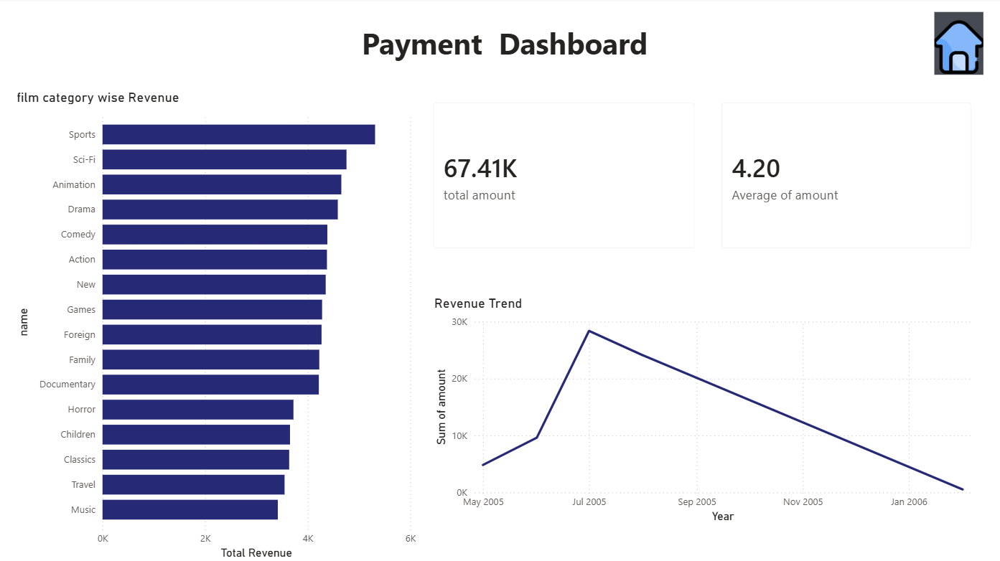 Payment Dashboard
film category wise Revenue
Sports
Sci-Fi
Animation
Drama
Comedy
Action
New
Games
Foreign
Family
Documentary
Horror
Children
Classics
Travel
Music
name
0K 2K 4K 6K
Total Revenue
67.41K
total amount
4.20
Average of amount
Revenue Trend
30K
20K
10K
0K
Sum of amount
May 2005 Jul 2005 Sep 2005 Nov 2005 Jan 2006
Year